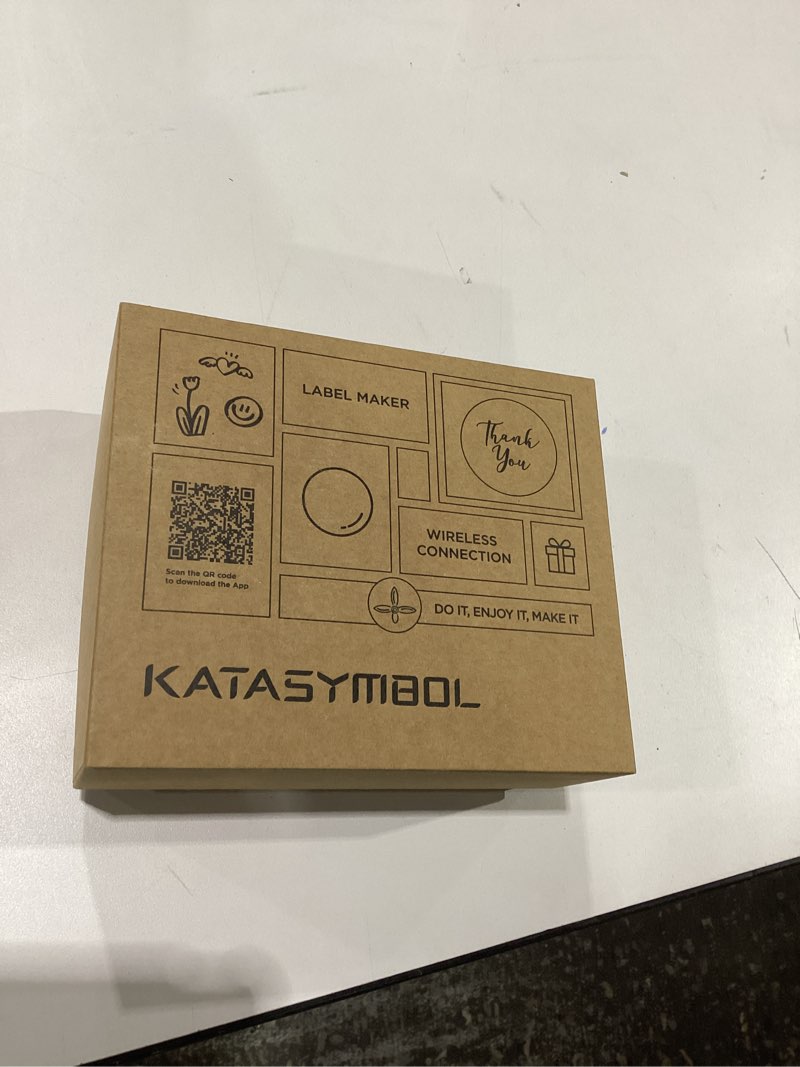 LABEL MAKER
Thank
You
Scan the QR code
to download the App
WIRELESS
CONNECTION
DO IT, ENJOY IT, MAKE IT
KATASYMBOL